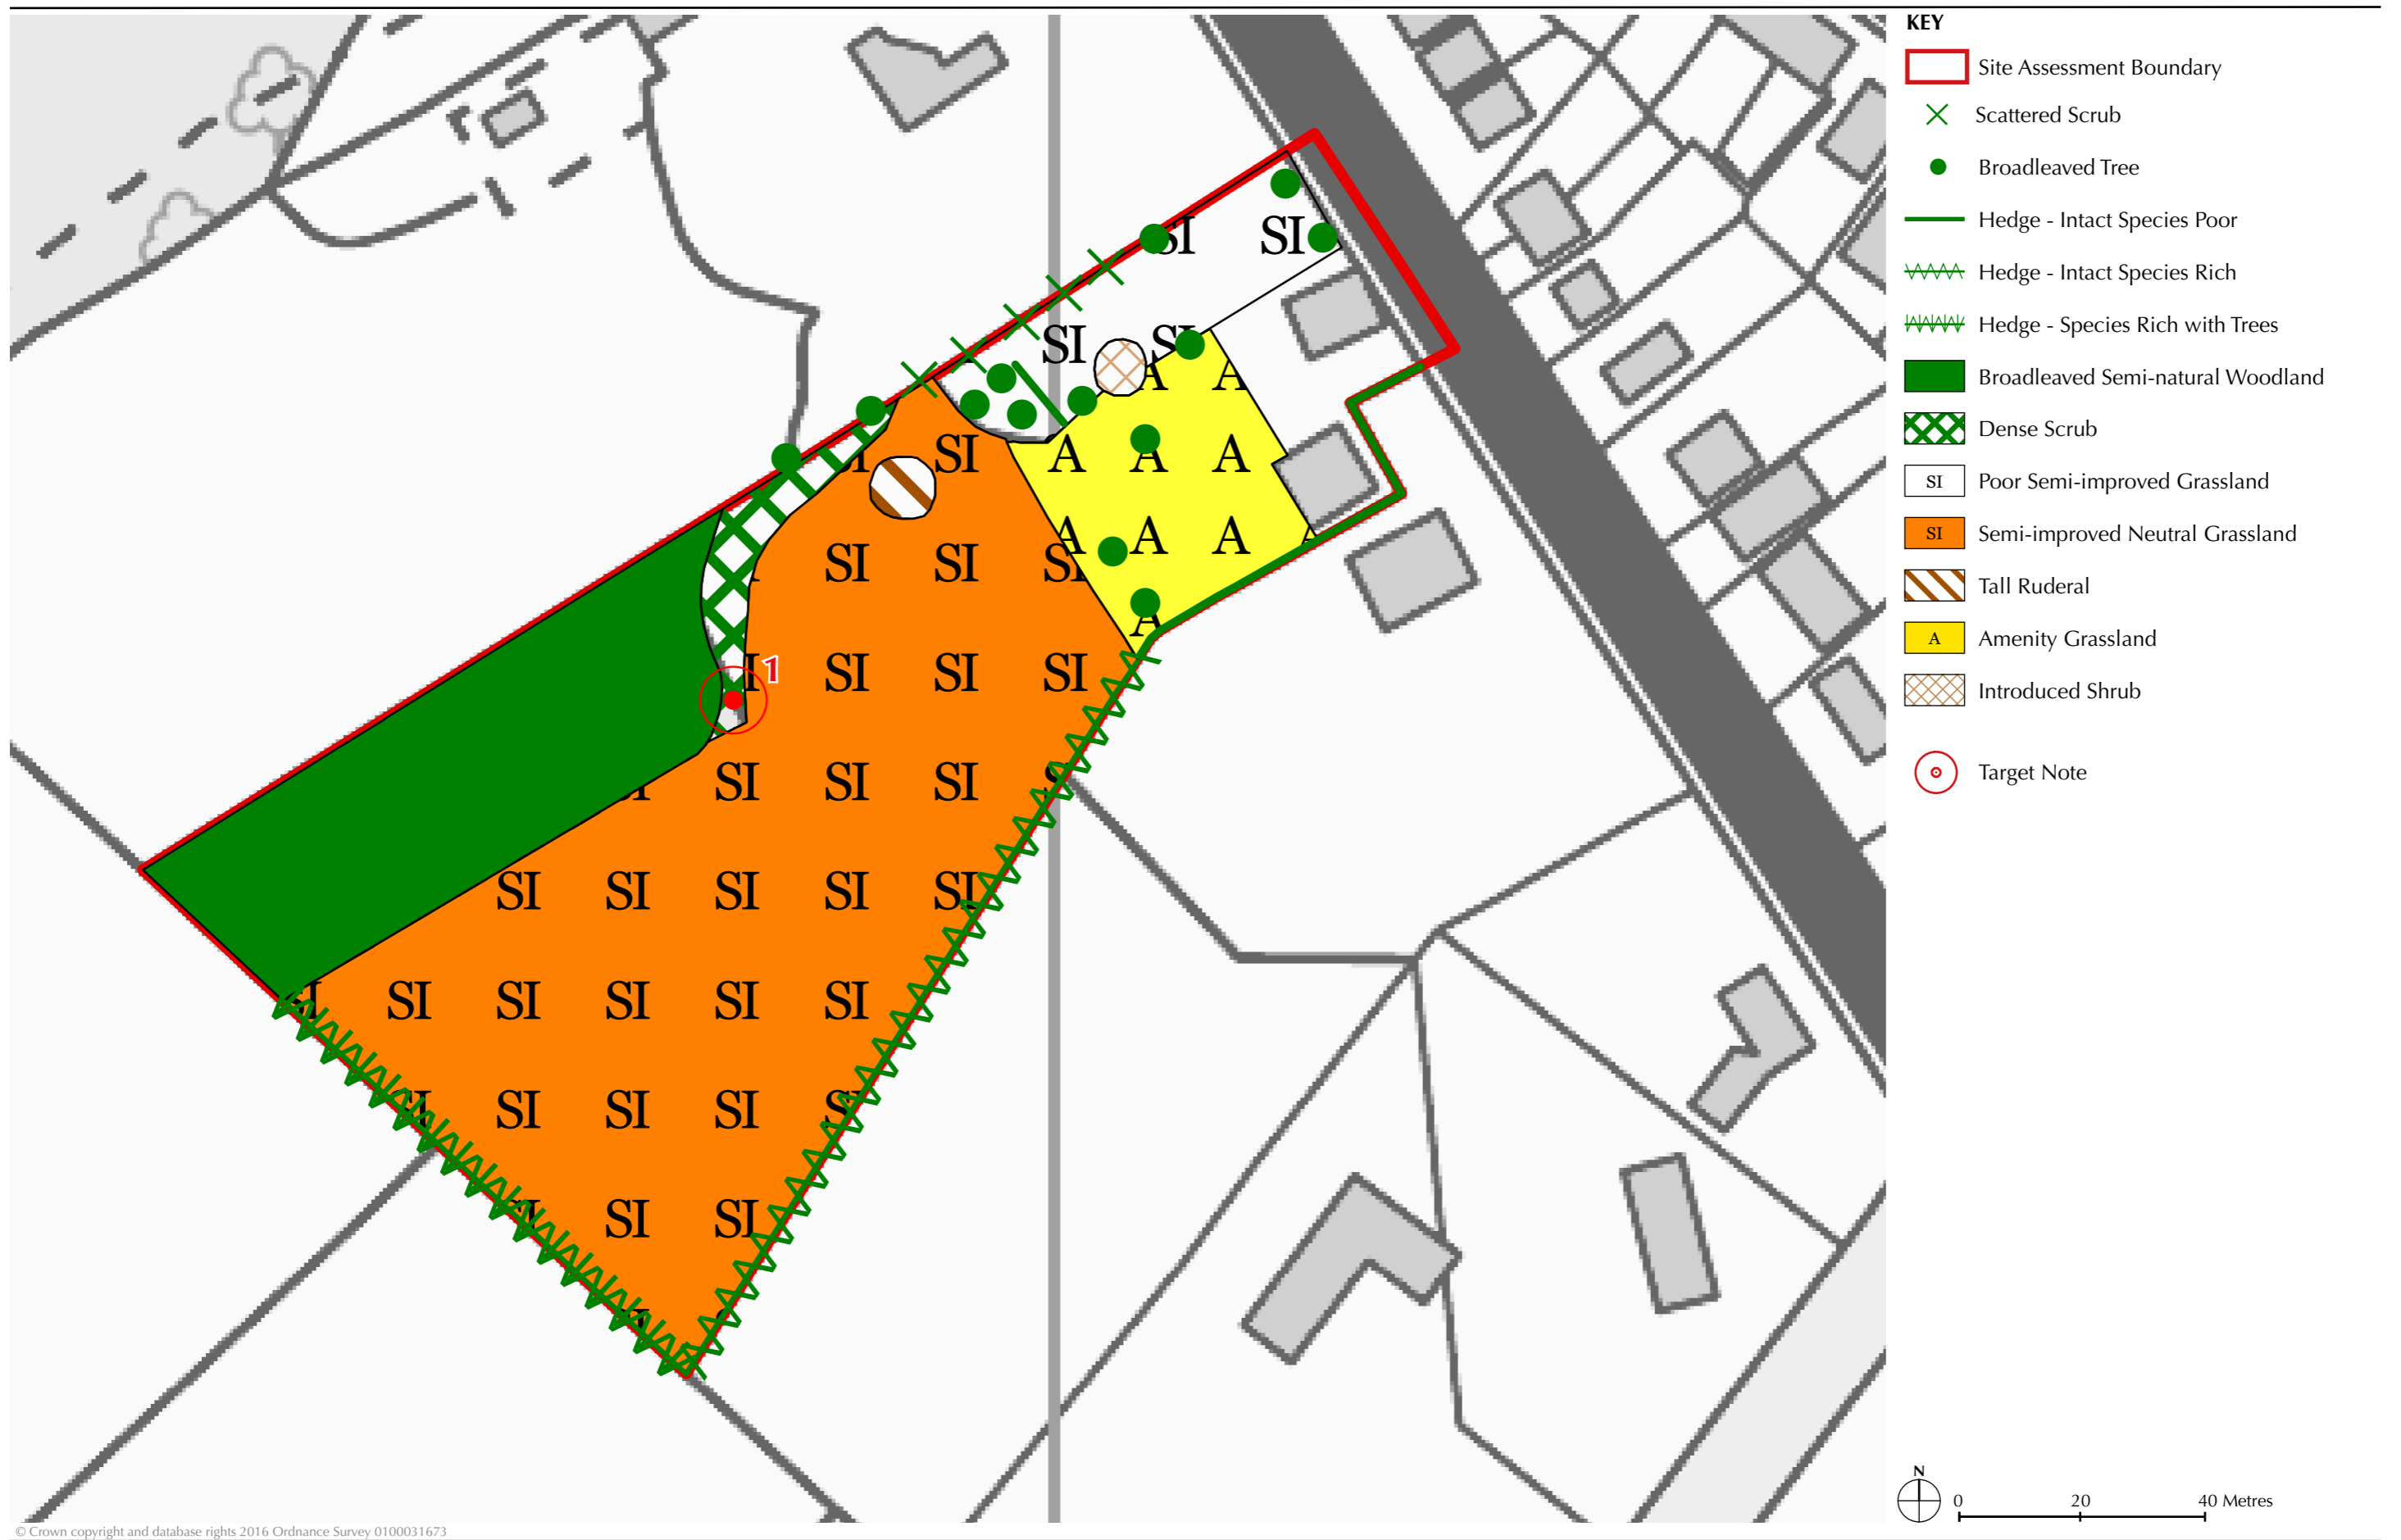 SI SI
SI SI
A A
SI SI A A A
A A A
SI SI SI
A
1
SI SI SI
SI SI SI
SI SI SI SI SI
SI SI SI SI SI
SI SI SI SI SI
SI SI
KEY
Site Assessment Boundary
Scattered Scrub
Broadleaved Tree
Hedge - Intact Species Poor
Hedge - Intact Species Rich
Hedge - Species Rich with Trees
Broadleaved Semi-natural Woodland
Dense Scrub
SI Poor Semi-improved Grassland
SI Semi-improved Neutral Grassland
Tall Ruderal
A Amenity Grassland
Introduced Shrub
Target Note
N
0 20 40 Metres
© Crown copyright and database rights 2016 Ordnance Survey 0100031673